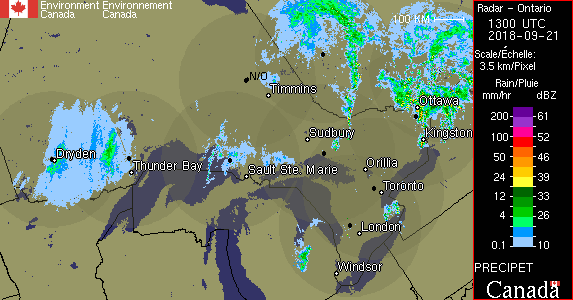 Environment Environnement
Canada Canada
100 KM
N/O
Timmins
Ottawa
Sudbury
Kingston
Dryden
Thunder Bay
Sault Ste. Marie
Orillia
Toronto
London
Windsor
Radar - Ontario
1300 UTC
2018-09-21
Scale/Échelle:
3.5 km/Pixel
Rain/Pluie
mm/hr dBZ
200 61
100 52
50 46
24 39
12 33
4 26
0.1 10
PRECIPET
Canada